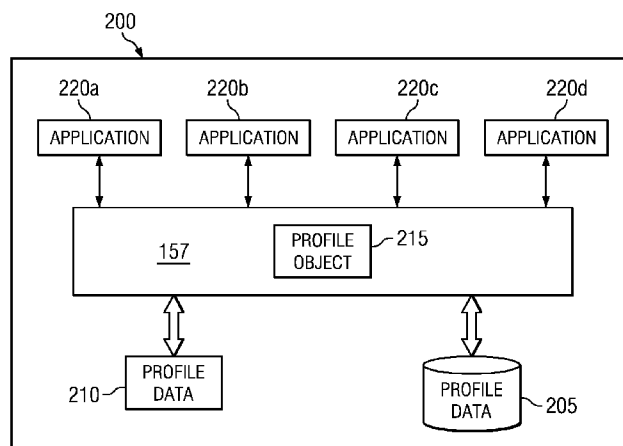 200
220a
220b
220c
220d
APPLICATION
APPLICATION
APPLICATION
APPLICATION
157
PROFILE
OBJECT
215
210
PROFILE
DATA
PROFILE
DATA
205